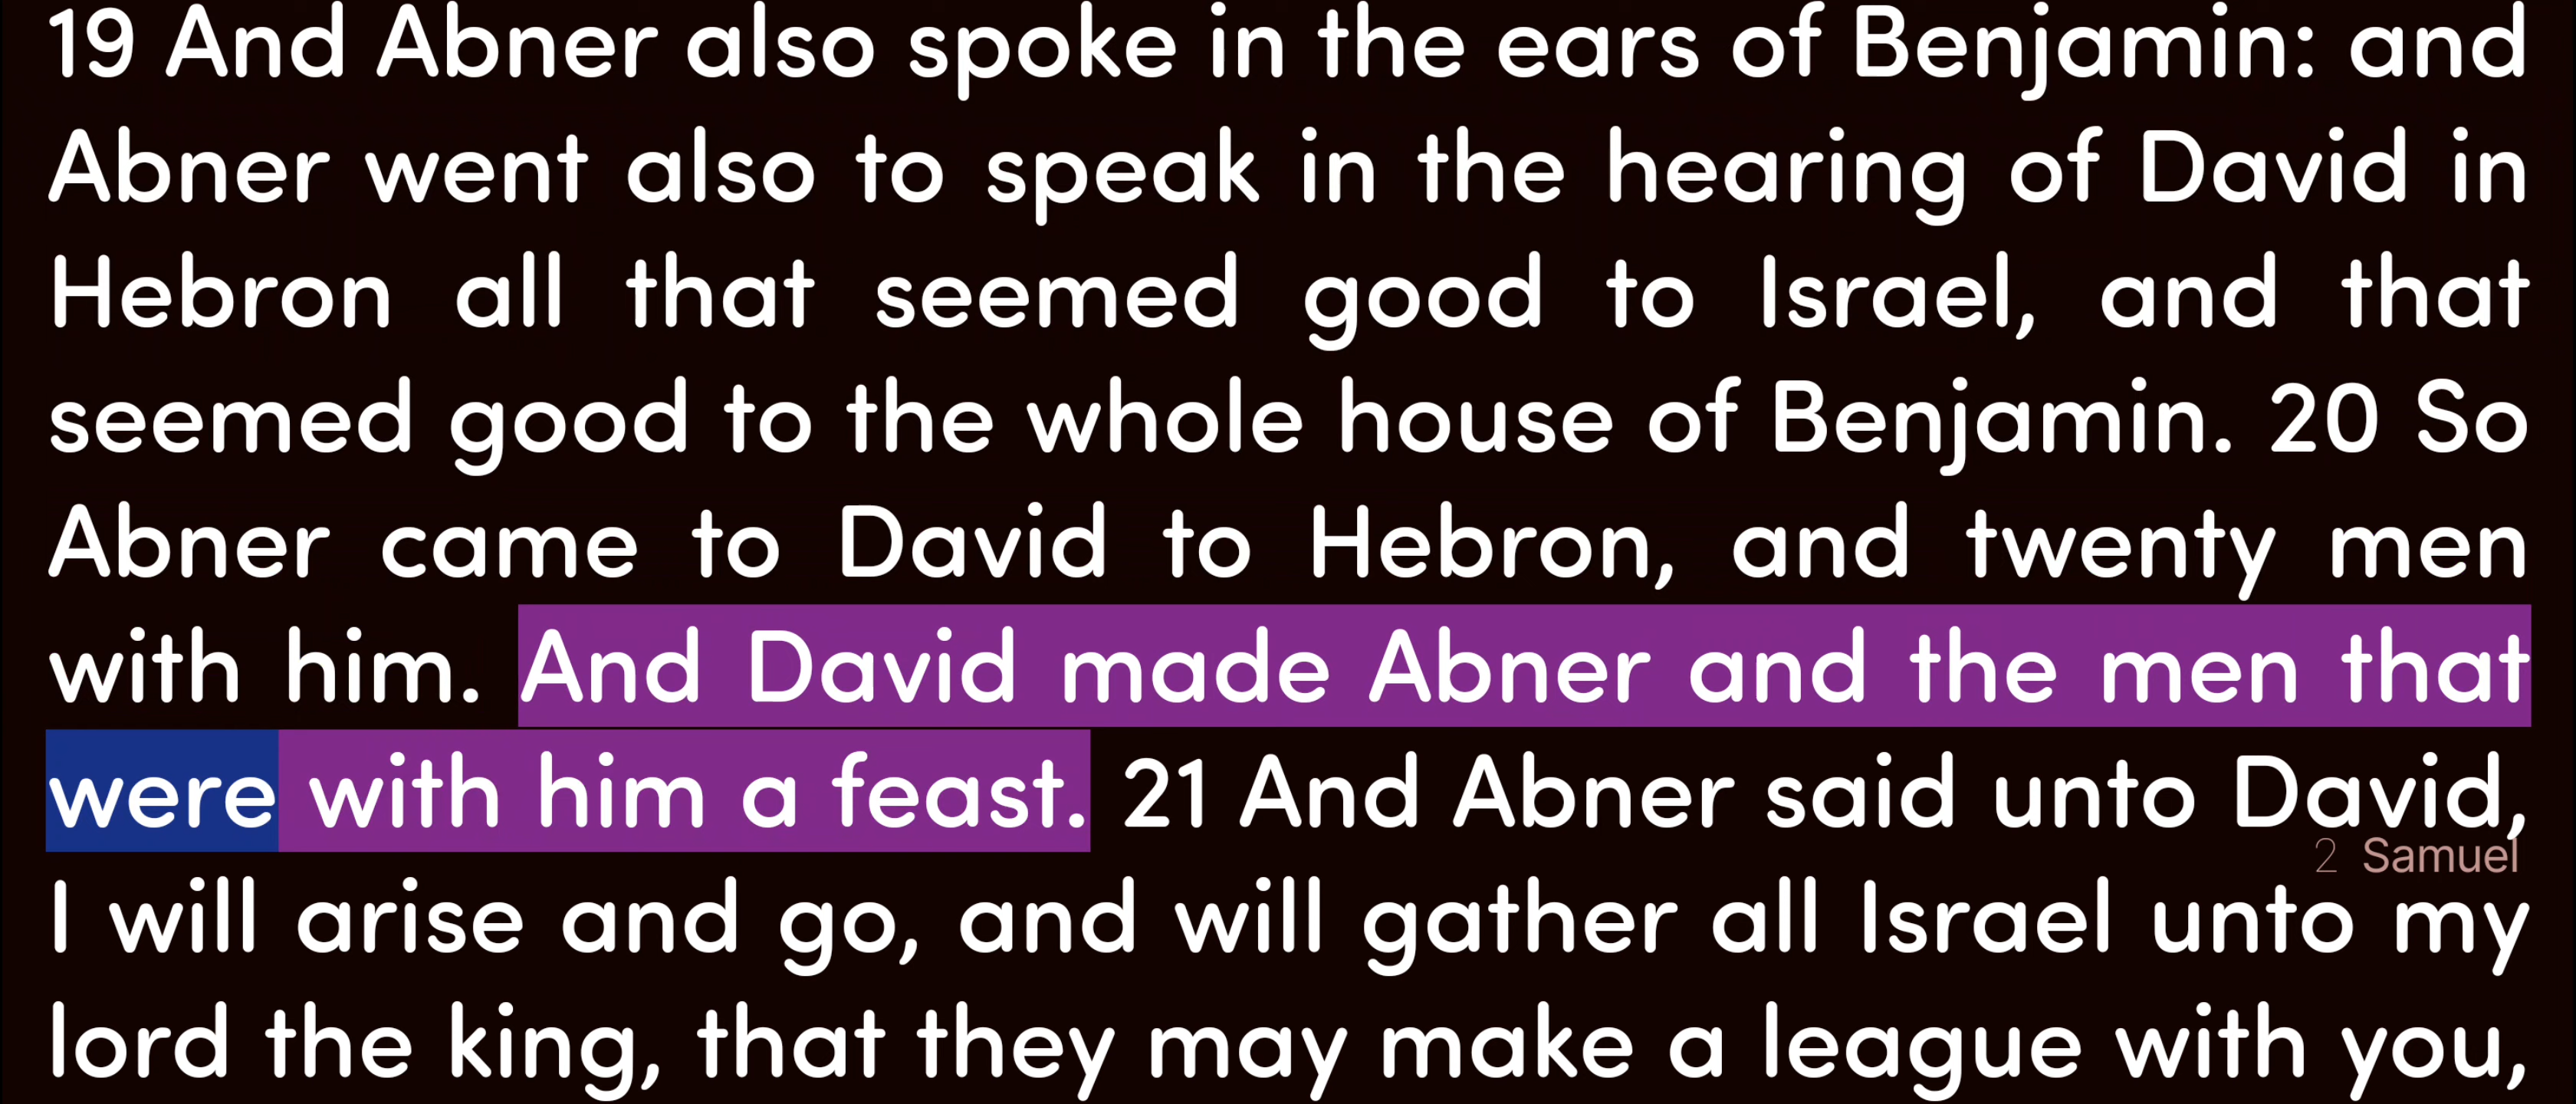 19 And Abner also spoke in the ears of Benjamin: and
Abner went also to speak in the hearing of David in
Hebron all that seemed good to Israel, and that
seemed good to the whole house of Benjamin. 20 So
Abner came to David to Hebron, and twenty men
with him. And David made Abner and the men that
were with him a feast. 21 And Abner said unto David,
2 Samuel
I will arise and go, and will gather all Israel unto my
lord the king, that they may make a league with you,